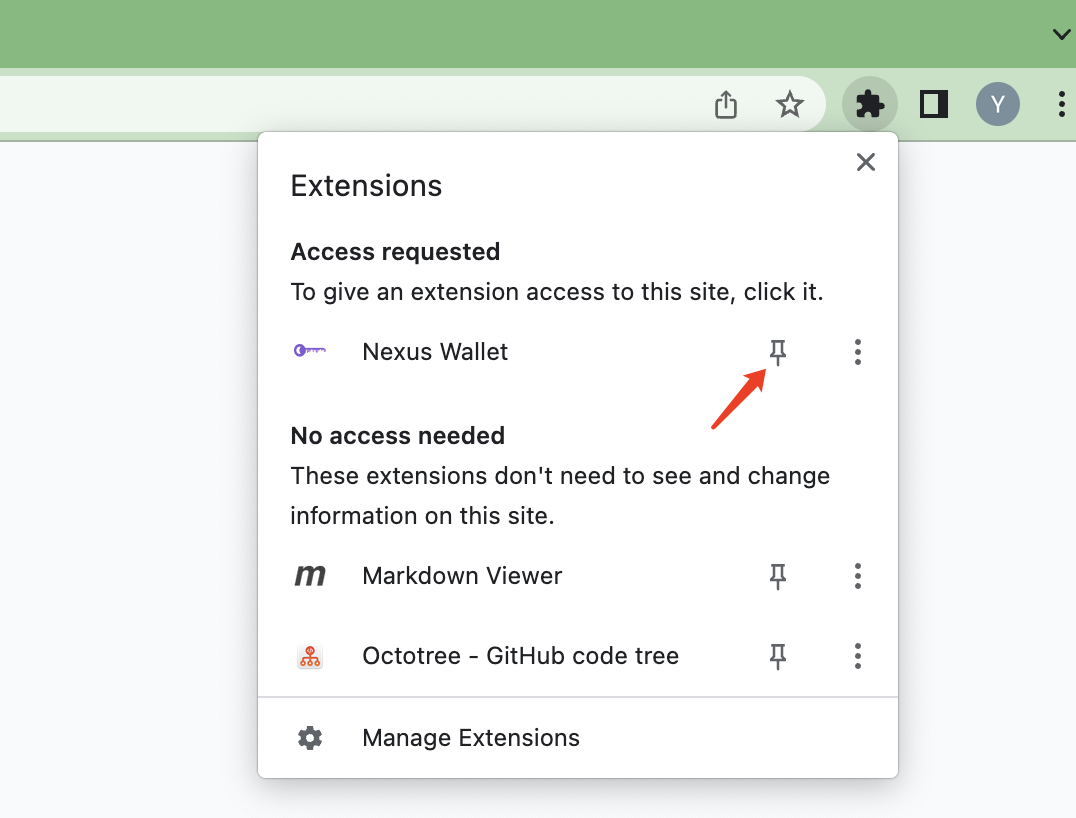 Y
Extensions
Access requested
To give an extension access to this site, click it.
Nexus Wallet
No access needed
These extensions don't need to see and change
information on this site.
m
Markdown Viewer
Octotree - GitHub code tree
Manage Extensions